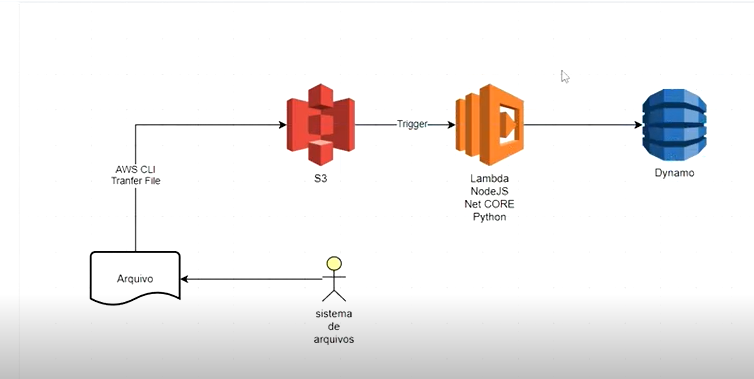 S3
Trigger
Lambda
NodeJS
Net CORE
Python
Dynamo
AWS CLI
Tranfer File
Arquivo
sistema
de
arquivos